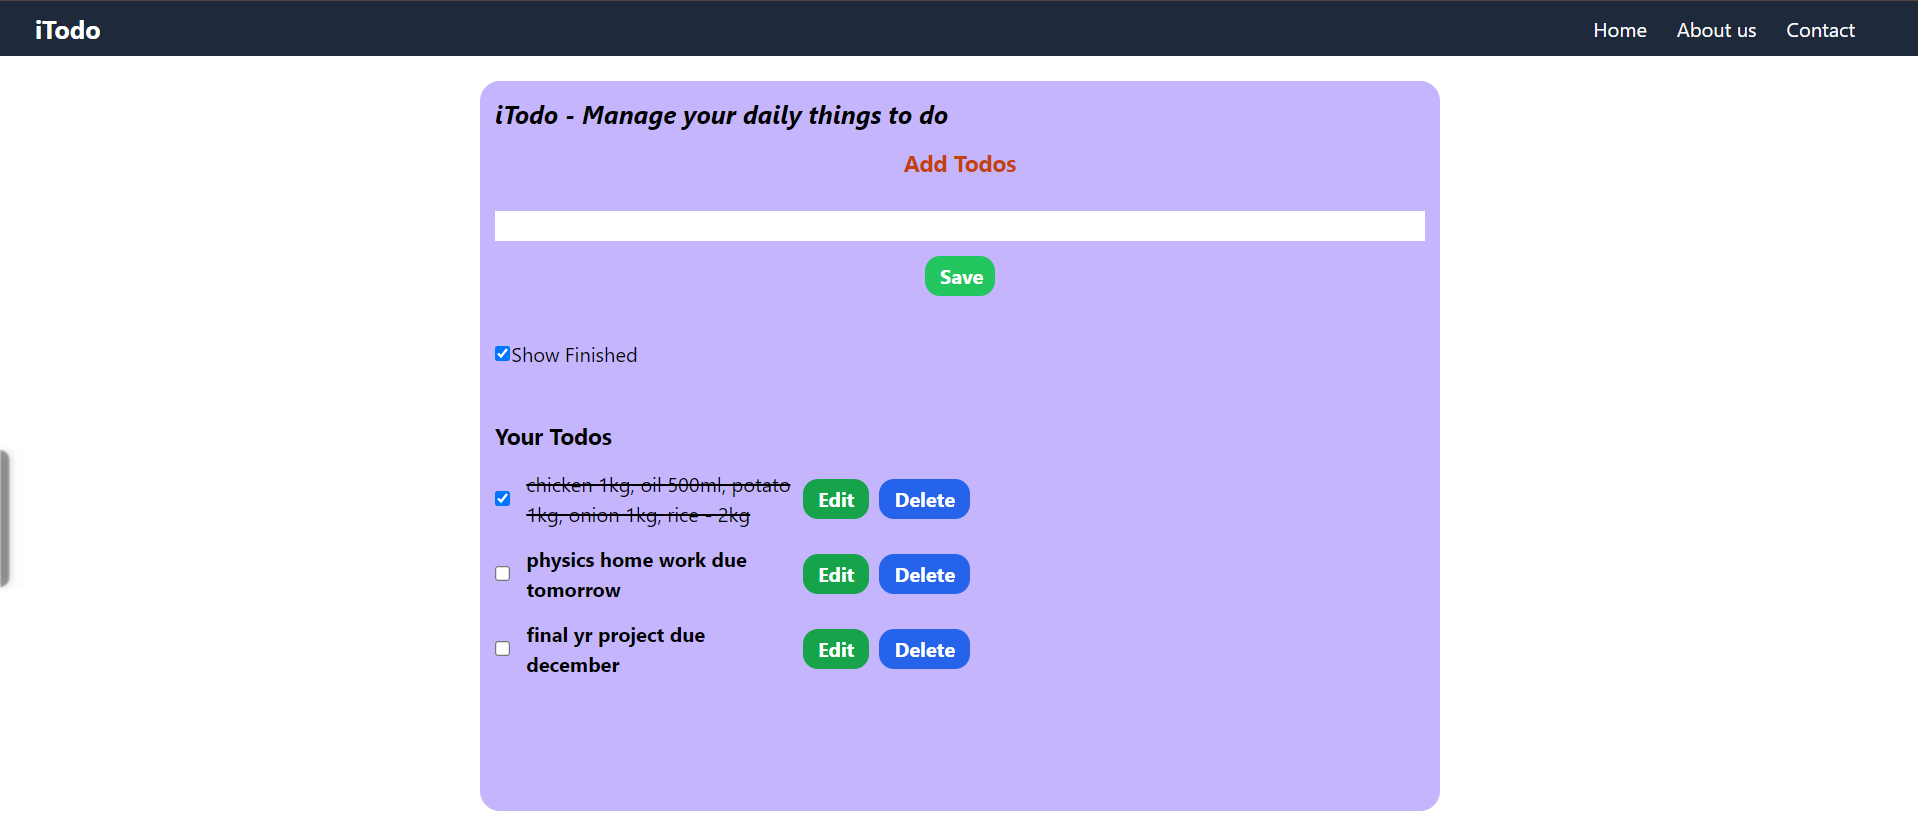 iTodo
Home About us Contact
iTodo - Manage your daily things to do
Add Todos
Save
Show Finished
Your Todos
chicken 1kg, oil 500ml, potato
1kg, onion 1kg, rice - 2kg
Edit Delete
physics home work due
tomorrow
Edit Delete
final yr project due
december
Edit Delete